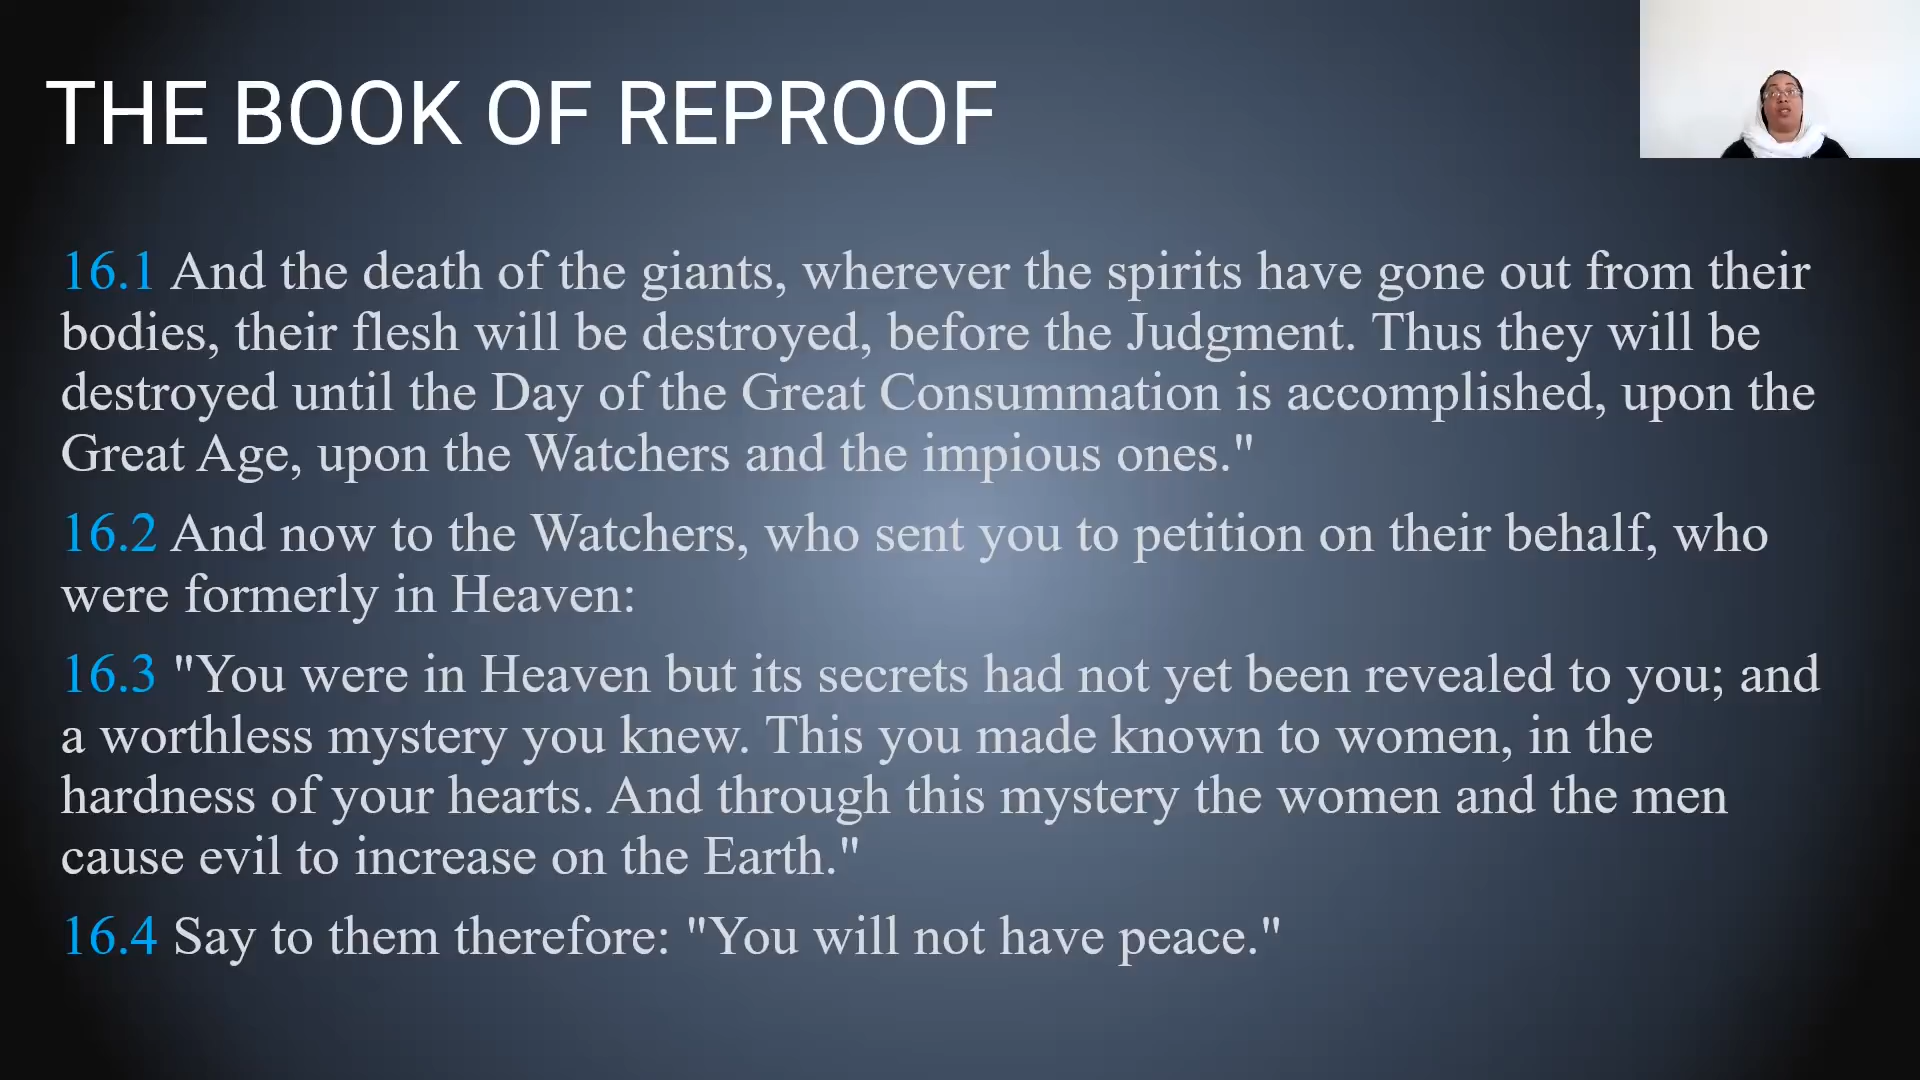 THE BOOK OF REPROOF
16.1 And the death of the giants, wherever the spirits have gone out from their
bodies, their flesh will be destroyed, before the Judgment. Thus they will be
destroyed until the Day of the Great Consummation is accomplished, upon the
Great Age, upon the Watchers and the impious ones."
16.2 And now to the Watchers, who sent you to petition on their behalf, who
were formerly in Heaven:
16.3 "You were in Heaven but its secrets had not yet been revealed to you; and
a worthless mystery you knew. This you made known to women, in the
hardness of your hearts. And through this mystery the women and the men
cause evil to increase on the Earth."
16.4 Say to them therefore: "You will not have peace."